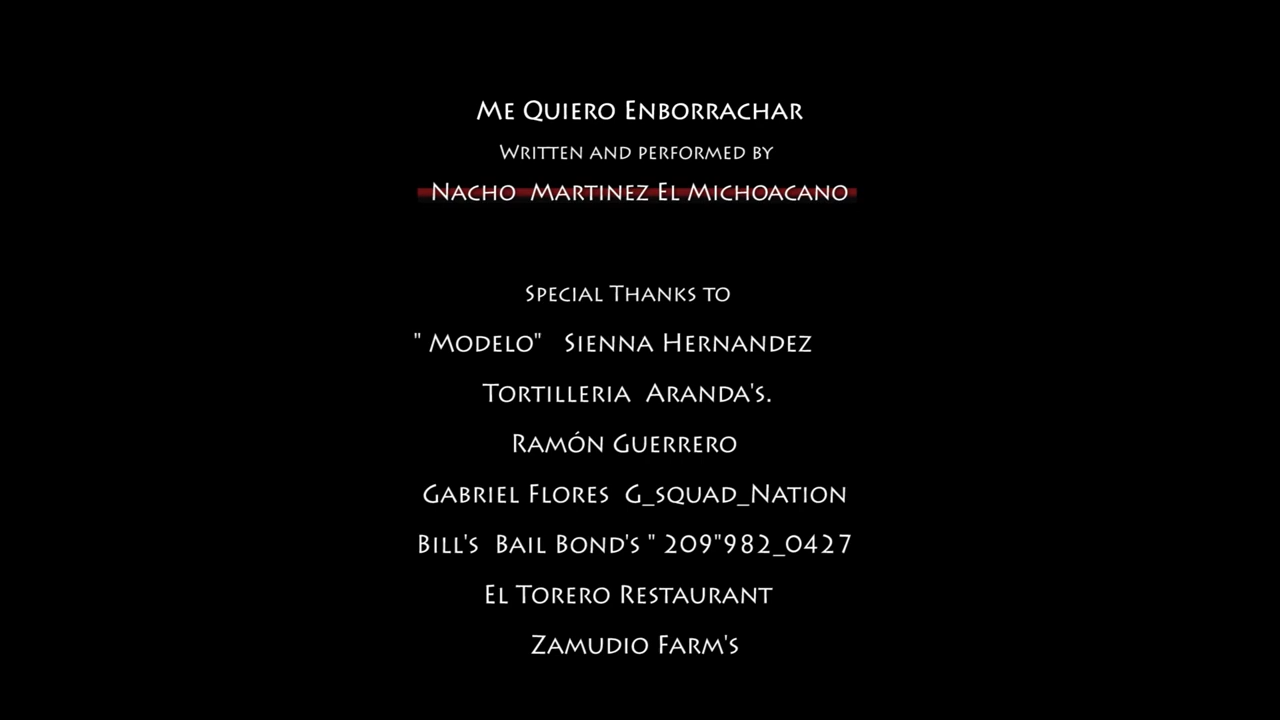 Me Quiero Enborrachar
Written and performed by
Nacho Martinez El Michoacano
Special Thanks to
" Modelo" Sienna Hernandez
Tortilleria Aranda's.
Ramón Guerrero
Gabriel Flores G_squad_Nation
Bill's Bail Bond's " 209"982_0427
El Torero Restaurant
Zamudio Farm's